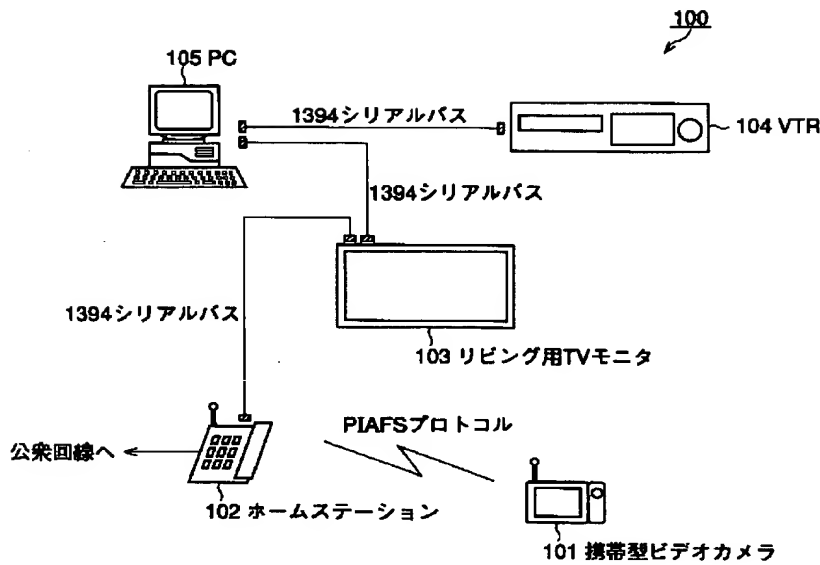 100
105 PC
1394シリアルバス
104 VTR
1394シリアルバス
1394シリアルバス
103 リビング用TVモニタ
PIAFSプロトコル
公衆回線へ
102 ホームステーション
101 携帯型ビデオカメラ